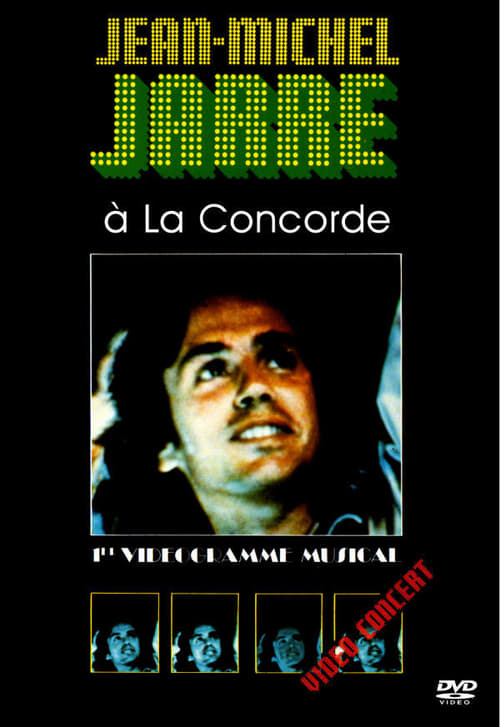 JEAN-MICHEL
JARRE
à La Concorde
1er VIDEOGRAMME MUSICAL
VIDEO CONCERT
DVD
VIDEO